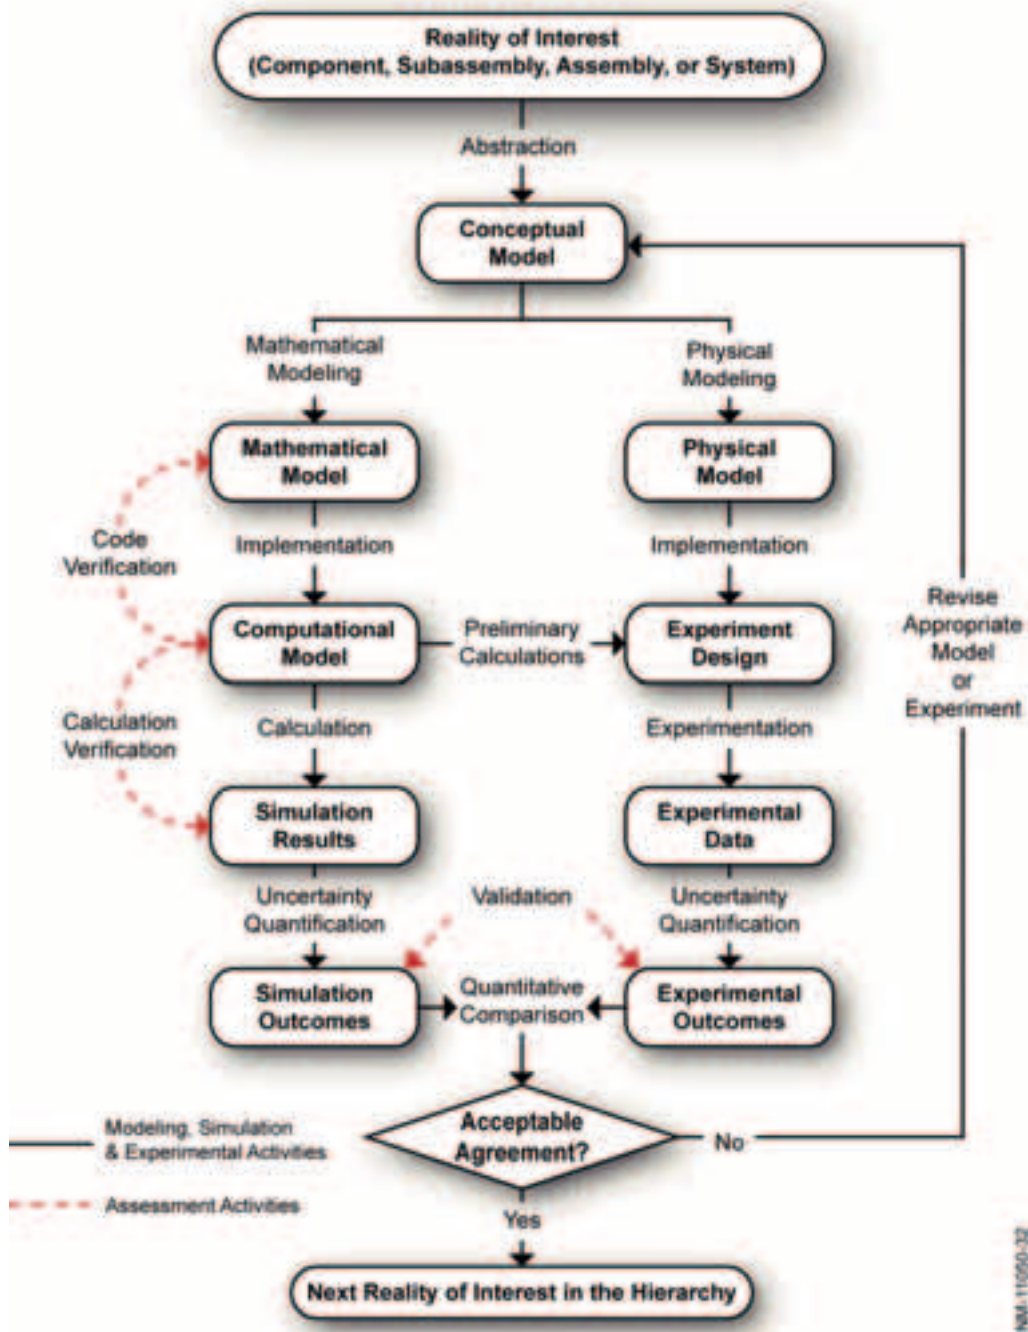 Reality of Interest
(Component, Subassembly, Assembly, or System)
Abstraction
Conceptual
Model
Mathematical
Modeling
Physical
Modeling
Mathematical
Model
Physical
Model
Code
Verification
Implementation
Implementation
Computational
Model
Preliminary
Calculations
Experiment
Design
Revise
Appropriate
Model
or
Experiment
Calculation
Verification
Calculation
Experimentation
Simulation
Results
Experimental
Data
Uncertainty
Quantification
Validation
Uncertainty
Quantification
Simulation
Outcomes
Quantitative
Comparison
Experimental
Outcomes
Acceptable
Agreement?
No
Modeling, Simulation
& Experimental Activities
Assessment Activities
Yes
Next Reality of Interest in the Hierarchy